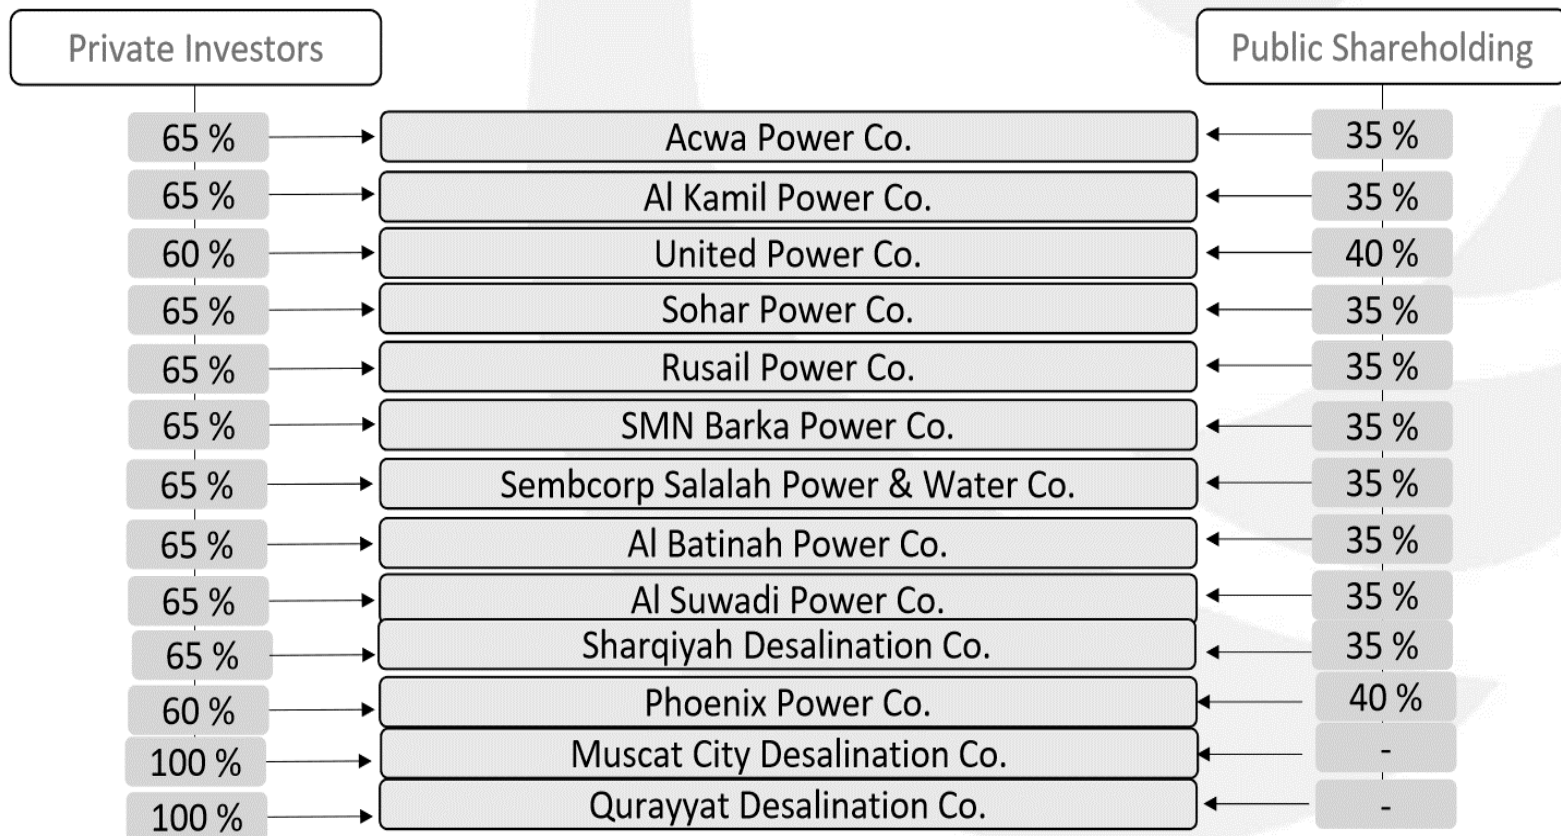 Private Investors Public Shareholding
65 % Acwa Power Co. 35 %
65 % Al Kamil Power Co. 35 %
60 % United Power Co. 40 %
65 % Sohar Power Co. 35 %
65 % Rusail Power Co. 35 %
65 % SMN Barka Power Co. 35 %
65 % Sembcorp Salalah Power & Water Co. 35 %
65 % Al Batinah Power Co. 35 %
65 % Al Suwadi Power Co. 35 %
65 % Sharqiyah Desalination Co. 35 %
60 % Phoenix Power Co. 40 %
100 % Muscat City Desalination Co. -
100 % Qurayyat Desalination Co. -